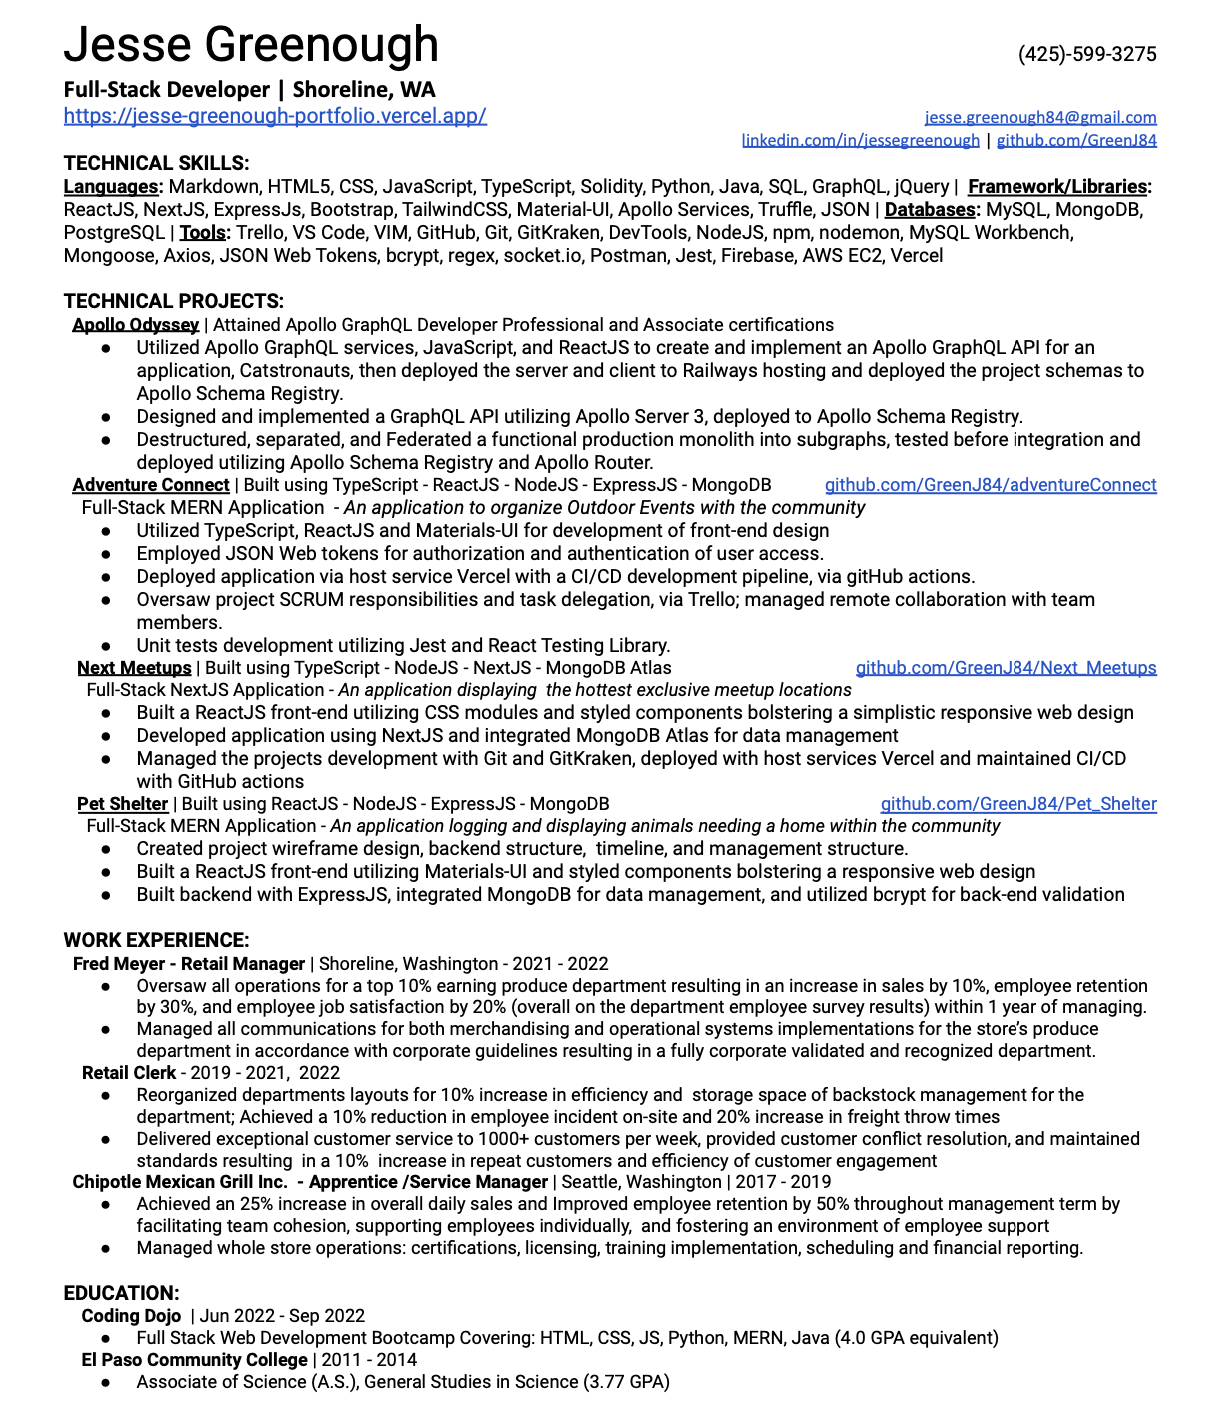 Jesse Greenough
(425)-599-3275
Full-Stack Developer | Shoreline, WA
https://jesse-greenough-portfolio.vercel.app/
jesse.greenough84@gmail.com
linkedin.com/in/jessegreenough | github.com/GreenJ84
TECHNICAL SKILLS:
Languages: Markdown, HTML5, CSS, JavaScript, TypeScript, Solidity, Python, Java, SQL, GraphQL, jQuery | Framework/Libraries:
ReactJS, NextJS, ExpressJs, Bootstrap, TailwindCSS, Material-UI, Apollo Services, Truffle, JSON | Databases: MySQL, MongoDB,
PostgreSQL | Tools: Trello, VS Code, VIM, GitHub, Git, GitKraken, DevTools, NodeJS, npm, nodemon, MySQL Workbench,
Mongoose, Axios, JSON Web Tokens, bcrypt, regex, socket.io, Postman, Jest, Firebase, AWS EC2, Vercel
TECHNICAL PROJECTS:
Apollo Odyssey | Attained Apollo GraphQL Developer Professional and Associate certifications
● Utilized Apollo GraphQL services, JavaScript, and ReactJS to create and implement an Apollo GraphQL API for an
application, Catstronauts, then deployed the server and client to Railways hosting and deployed the project schemas to
Apollo Schema Registry.
● Designed and implemented a GraphQL API utilizing Apollo Server 3, deployed to Apollo Schema Registry.
● Destructured, separated, and Federated a functional production monolith into subgraphs, tested before integration and
deployed utilizing Apollo Schema Registry and Apollo Router.
Adventure Connect | Built using TypeScript - ReactJS - NodeJS - ExpressJS - MongoDB github.com/GreenJ84/adventureConnect
Full-Stack MERN Application - An application to organize Outdoor Events with the community
● Utilized TypeScript, ReactJS and Materials-UI for development of front-end design
● Employed JSON Web tokens for authorization and authentication of user access.
● Deployed application via host service Vercel with a CI/CD development pipeline, via gitHub actions.
● Oversaw project SCRUM responsibilities and task delegation, via Trello; managed remote collaboration with team
members.
● Unit tests development utilizing Jest and React Testing Library.
Next Meetups | Built using TypeScript - NodeJS - NextJS - MongoDB Atlas github.com/GreenJ84/Next_Meetups
Full-Stack NextJS Application - An application displaying the hottest exclusive meetup locations
● Built a ReactJS front-end utilizing CSS modules and styled components bolstering a simplistic responsive web design
● Developed application using NextJS and integrated MongoDB Atlas for data management
● Managed the projects development with Git and GitKraken, deployed with host services Vercel and maintained CI/CD
with GitHub actions
Pet Shelter | Built using ReactJS - NodeJS - ExpressJS - MongoDB github.com/GreenJ84/Pet_Shelter
Full-Stack MERN Application - An application logging and displaying animals needing a home within the community
● Created project wireframe design, backend structure, timeline, and management structure.
● Built a ReactJS front-end utilizing Materials-UI and styled components bolstering a responsive web design
● Built backend with ExpressJS, integrated MongoDB for data management, and utilized bcrypt for back-end validation
WORK EXPERIENCE:
Fred Meyer - Retail Manager | Shoreline, Washington - 2021 - 2022
● Oversaw all operations for a top 10% earning produce department resulting in an increase in sales by 10%, employee retention
by 30%, and employee job satisfaction by 20% (overall on the department employee survey results) within 1 year of managing.
● Managed all communications for both merchandising and operational systems implementations for the store's produce
department in accordance with corporate guidelines resulting in a fully corporate validated and recognized department.
Retail Clerk - 2019 - 2021, 2022
● Reorganized departments layouts for 10% increase in efficiency and storage space of backstock management for the
department; Achieved a 10% reduction in employee incident on-site and 20% increase in freight throw times
● Delivered exceptional customer service to 1000+ customers per week, provided customer conflict resolution, and maintained
standards resulting in a 10% increase in repeat customers and efficiency of customer engagement
Chipotle Mexican Grill Inc. - Apprentice /Service Manager | Seattle, Washington | 2017 - 2019
● Achieved an 25% increase in overall daily sales and Improved employee retention by 50% throughout management term by
facilitating team cohesion, supporting employees individually, and fostering an environment of employee support
● Managed whole store operations: certifications, licensing, training implementation, scheduling and financial reporting.
EDUCATION:
Coding Dojo | Jun 2022 - Sep 2022
● Full Stack Web Development Bootcamp Covering: HTML, CSS, JS, Python, MERN, Java (4.0 GPA equivalent)
El Paso Community College | 2011 - 2014
● Associate of Science (A.S.), General Studies in Science (3.77 GPA)